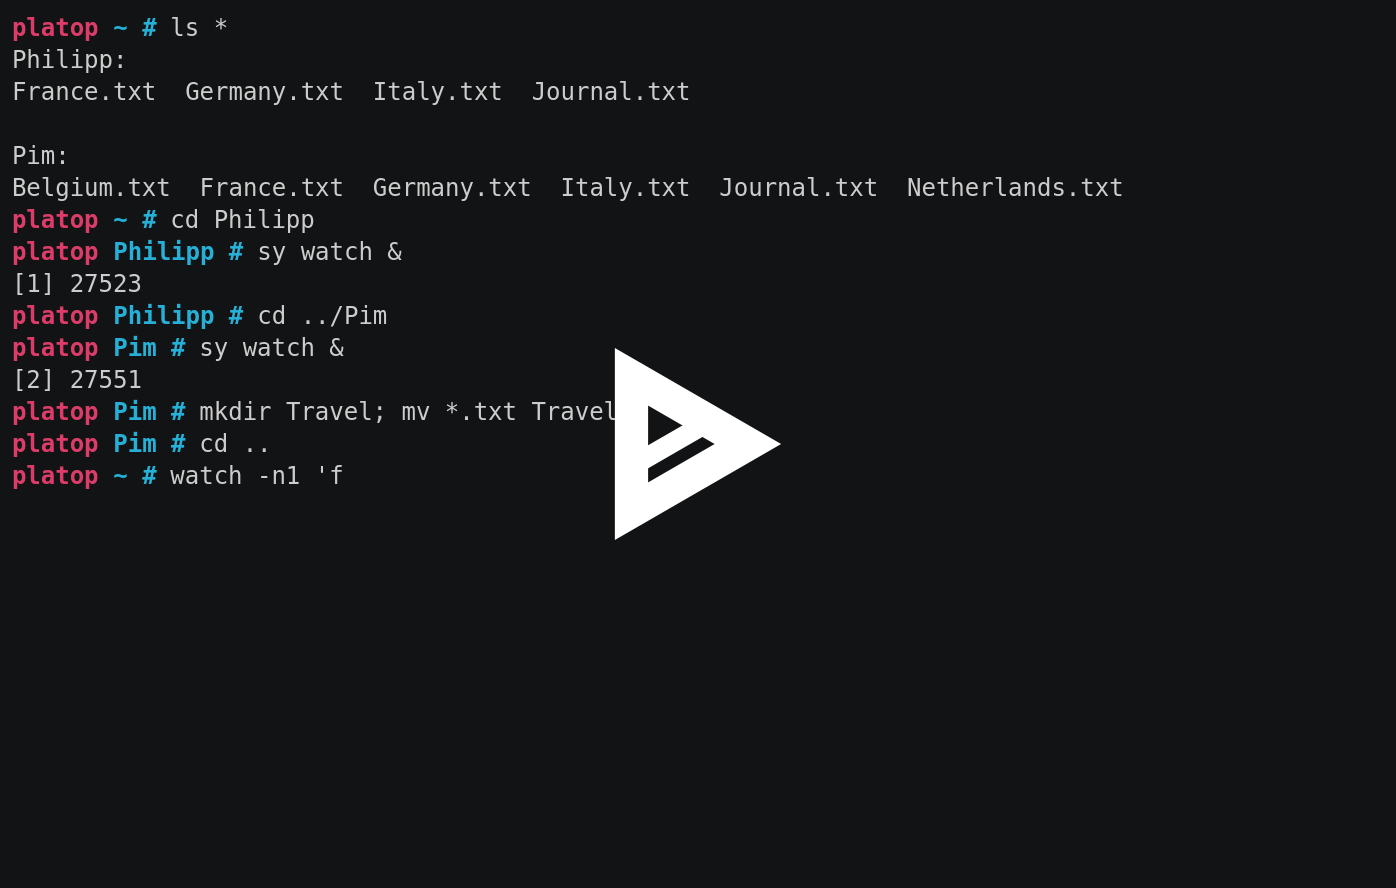 platop ~ # ls *
Philipp:
France.txt  Germany.txt  Italy.txt  Journal.txt

Pim:
Belgium.txt  France.txt  Germany.txt  Italy.txt  Journal.txt  Netherlands.txt
platop ~ # cd Philipp
platop Philipp # sy watch &
[1] 27523
platop Philipp # cd ../Pim
platop Pim # sy watch &
[2] 27551
platop Pim # mkdir Travel; mv *.txt Travel
platop Pim # cd ..
platop ~ # watch -n1 'f